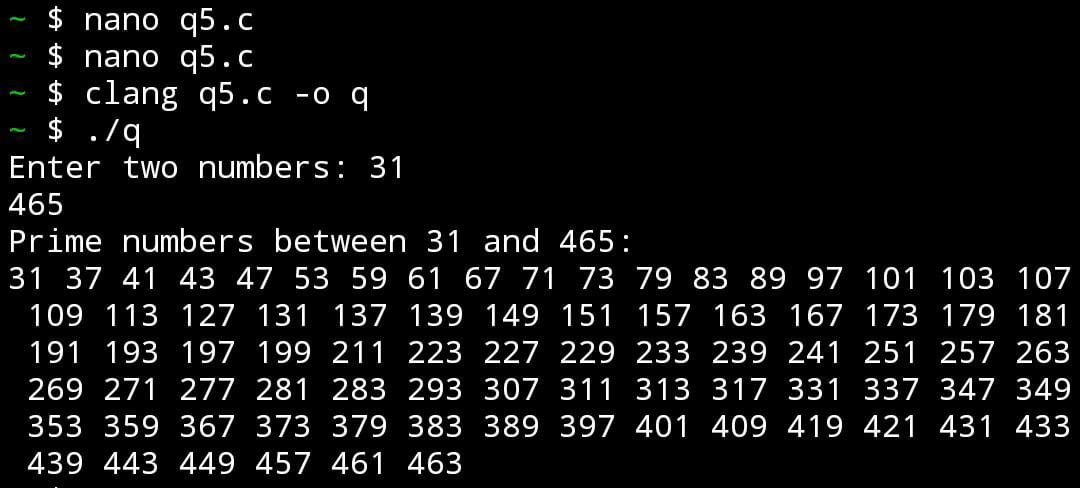 ~ $ nano q5.c
~ $ nano q5.c
~ $ clang q5.c -o q
~ $ ./q
Enter two numbers: 31
465
Prime numbers between 31 and 465:
31 37 41 43 47 53 59 61 67 71 73 79 83 89 97 101 103 107
109 113 127 131 137 139 149 151 157 163 167 173 179 181
191 193 197 199 211 223 227 229 233 239 241 251 257 263
269 271 277 281 283 293 307 311 313 317 331 337 347 349
353 359 367 373 379 383 389 397 401 409 419 421 431 433
439 443 449 457 461 463